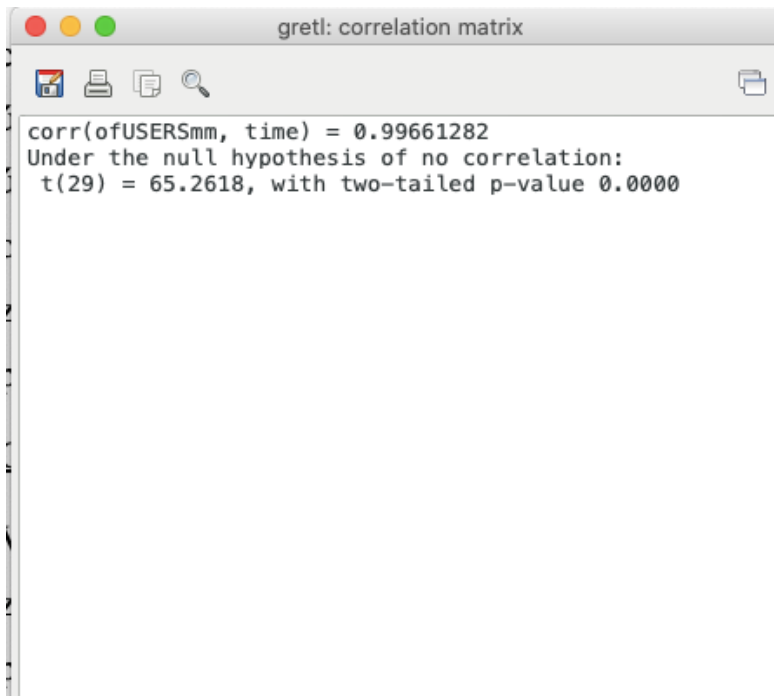 gretl: correlation matrix
corr(ofUSERSmm, time) = 0.99661282
Under the null hypothesis of no correlation:
t(29) = 65.2618, with two-tailed p-value 0.0000